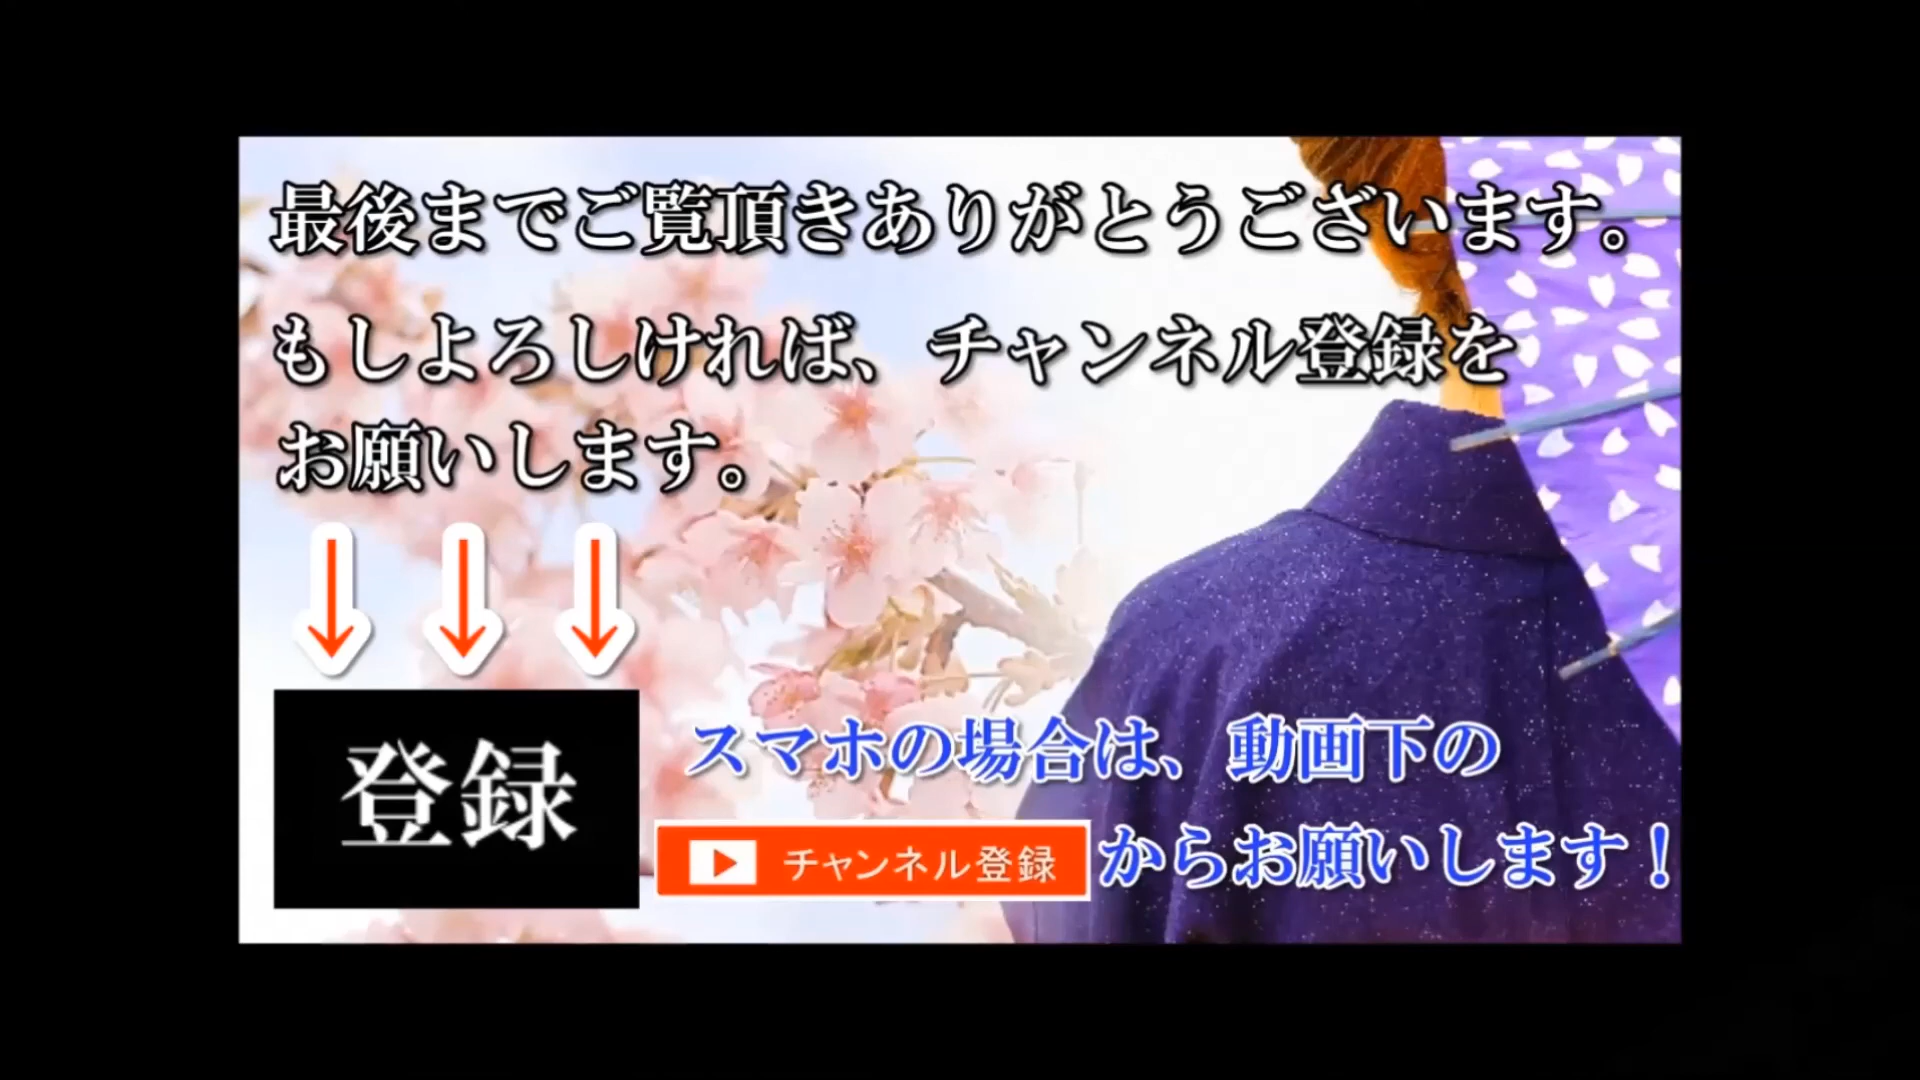 最後までご覧頂きありがとうございます。
もしよろしければ、チャンネル登録を
お願いします。
登録
スマホの場合は、動画下の
チャンネル登録 からお願いします！